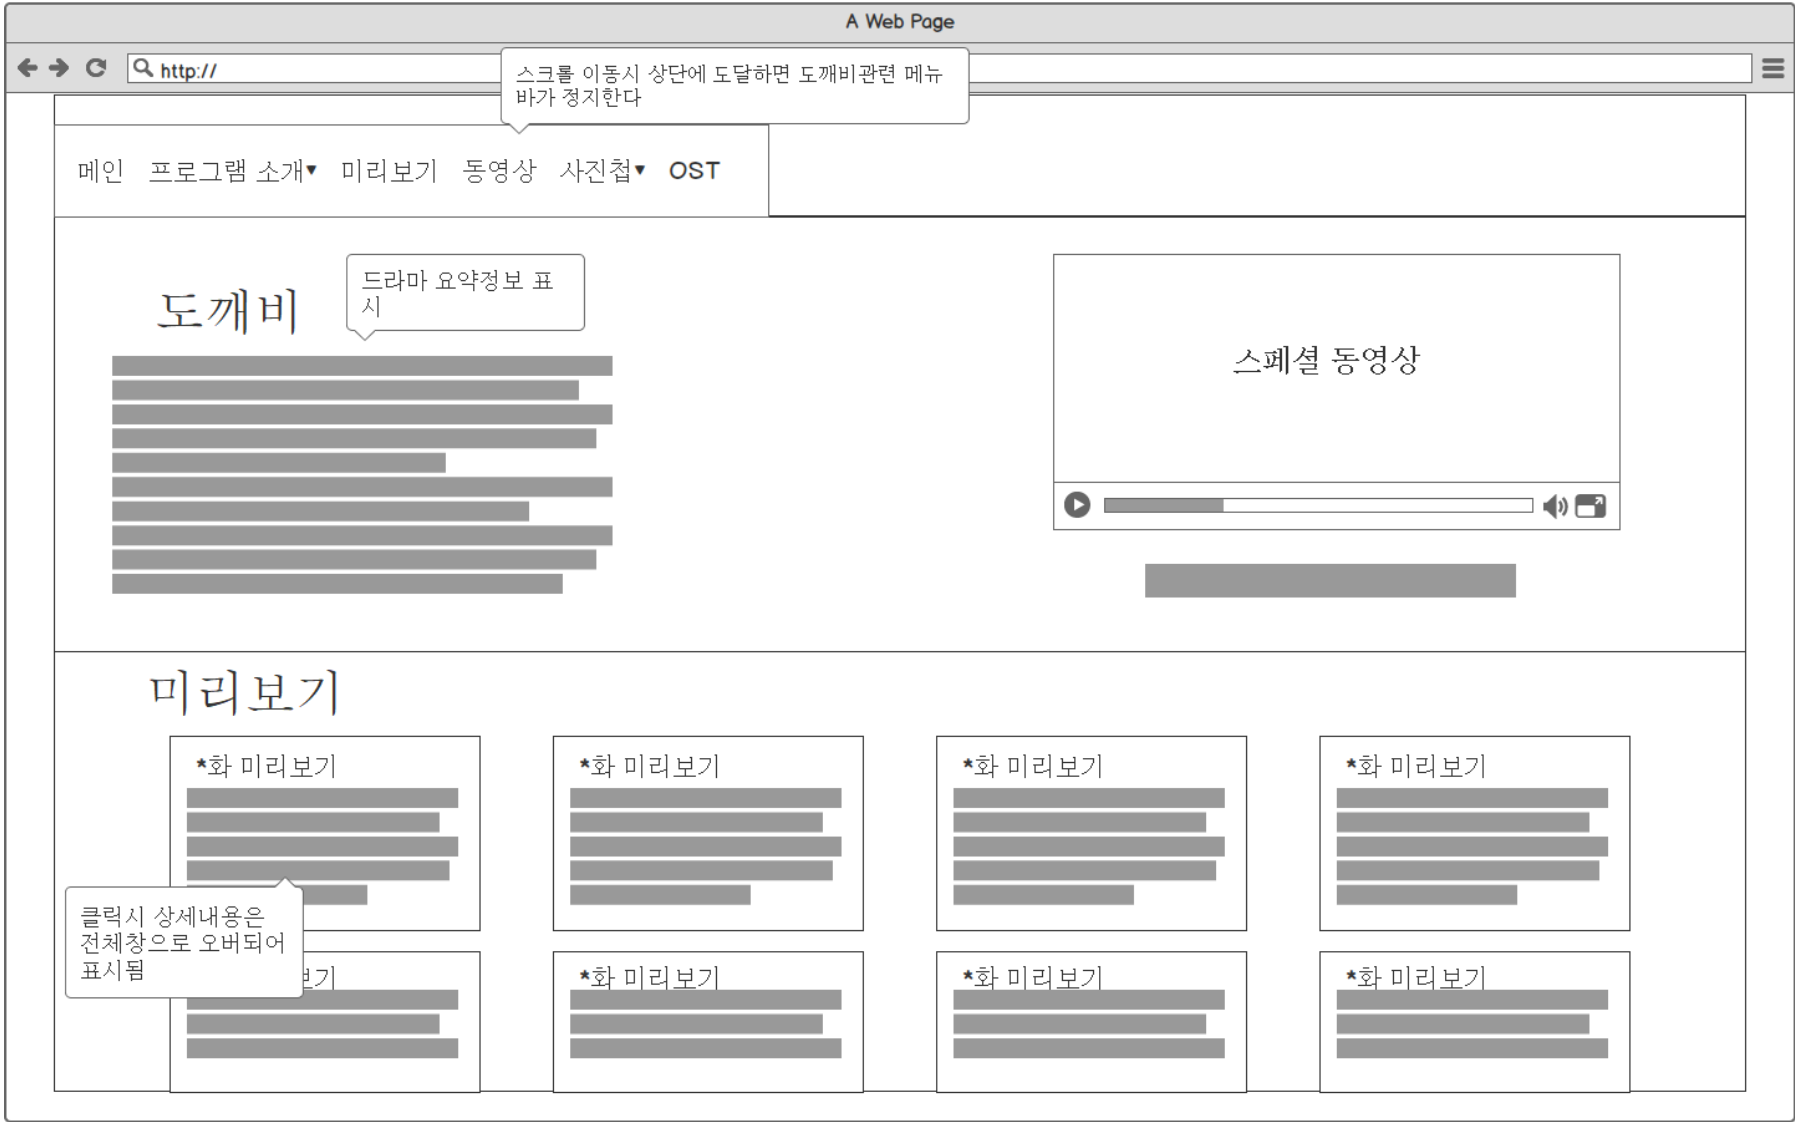 A Web Page
http://
스크롤 이동시 상단에 도달하면 도깨비관련 메뉴
바가 정지한다
메인 프로그램 소개▼ 미리보기 동영상 사진첩▼ OST
드라마 요약정보 표
시
도깨비
스페셜 동영상
미리보기
*화 미리보기 *화 미리보기 *화 미리보기 *화 미리보기
클릭시 상세내용은
전체창으로 오버되어
표시됨
보기 *화 미리보기 *화 미리보기 *화 미리보기